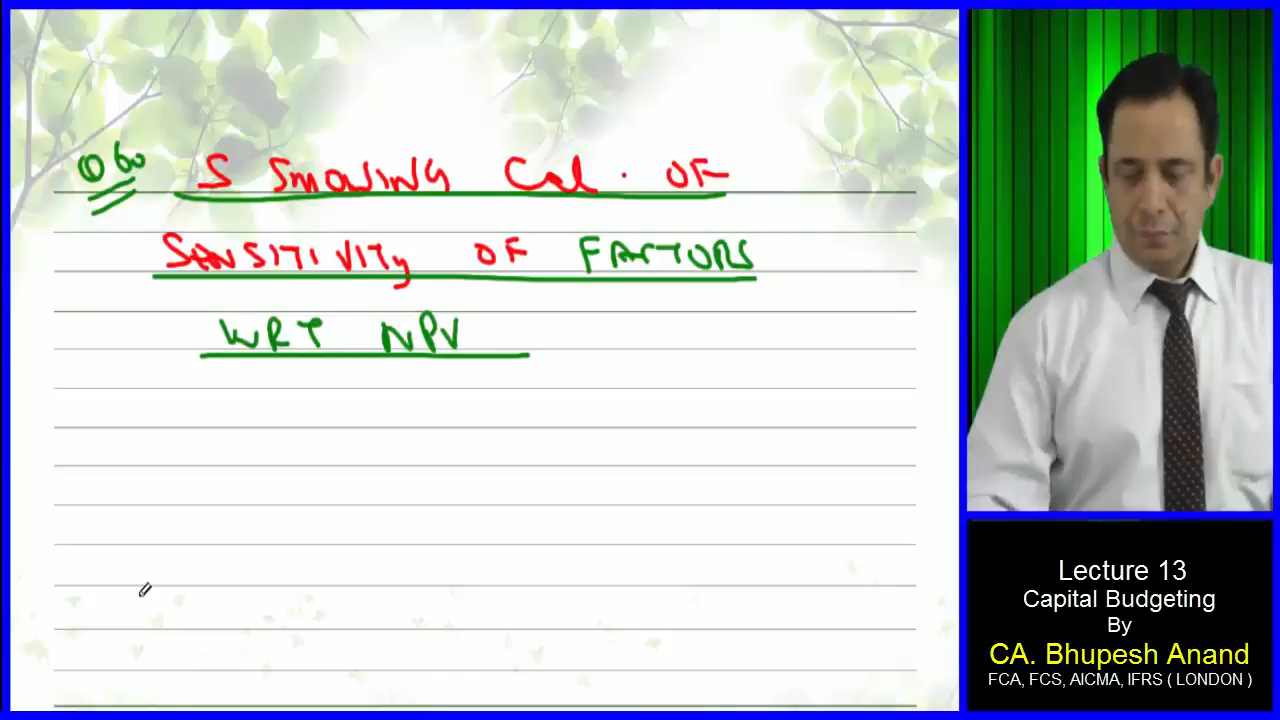 Q 60 S SHOWING Cal. OF
SENSITIVITy OF FACTORS
WRT NPV
Lecture 13
Capital Budgeting
By
CA. Bhupesh Anand
FCA, FCS, AICMA, IFRS ( LONDON )